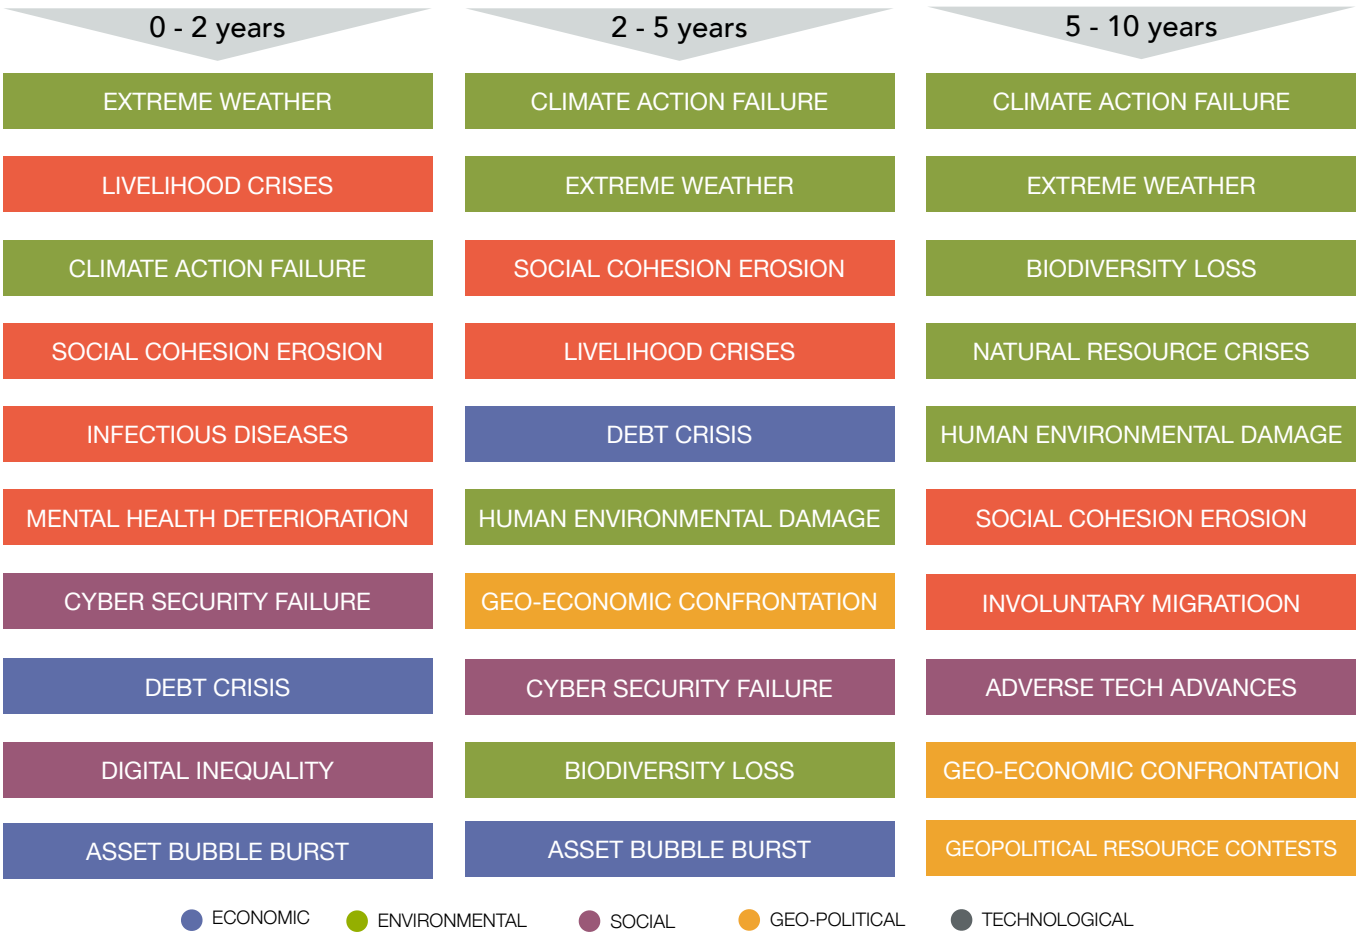 0 - 2 years
EXTREME WEATHER
LIVELIHOOD CRISES
CLIMATE ACTION FAILURE
SOCIAL COHESION EROSION
INFECTIOUS DISEASES
MENTAL HEALTH DETERIORATION
CYBER SECURITY FAILURE
DEBT CRISIS
DIGITAL INEQUALITY
ASSET BUBBLE BURST
2 - 5 years
CLIMATE ACTION FAILURE
EXTREME WEATHER
SOCIAL COHESION EROSION
LIVELIHOOD CRISES
DEBT CRISIS
HUMAN ENVIRONMENTAL DAMAGE
GEO-ECONOMIC CONFRONTATION
CYBER SECURITY FAILURE
BIODIVERSITY LOSS
ASSET BUBBLE BURST
5 - 10 years
CLIMATE ACTION FAILURE
EXTREME WEATHER
BIODIVERSITY LOSS
NATURAL RESOURCE CRISES
HUMAN ENVIRONMENTAL DAMAGE
SOCIAL COHESION EROSION
INVOLUNTARY MIGRATIOON
ADVERSE TECH ADVANCES
GEO-ECONOMIC CONFRONTATION
GEOPOLITICAL RESOURCE CONTESTS
ECONOMIC
ENVIRONMENTAL
SOCIAL
GEO-POLITICAL
TECHNOLOGICAL